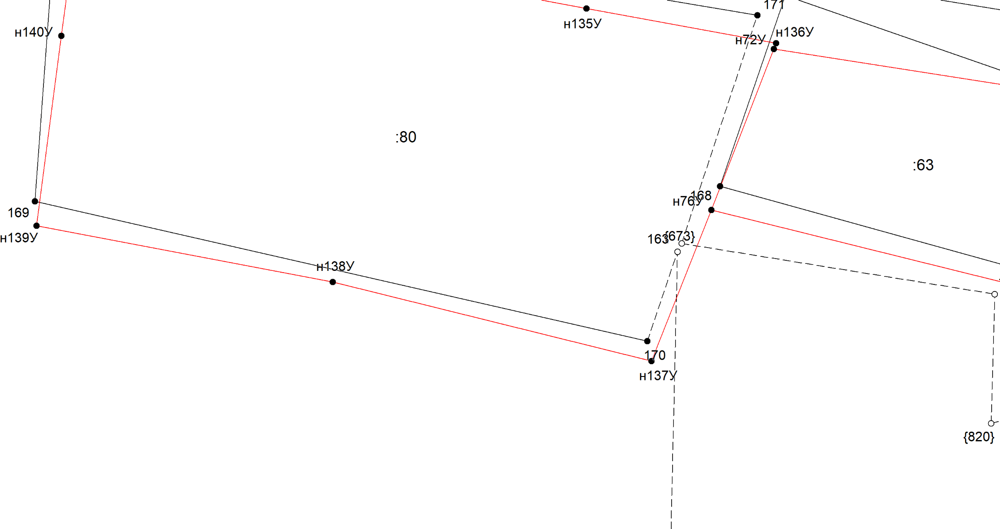 171
н135У
н136У
н140У
н72У
:80
:63
168
н76У
169
163
{673}
н139У
н138У
170
н137У
{820}